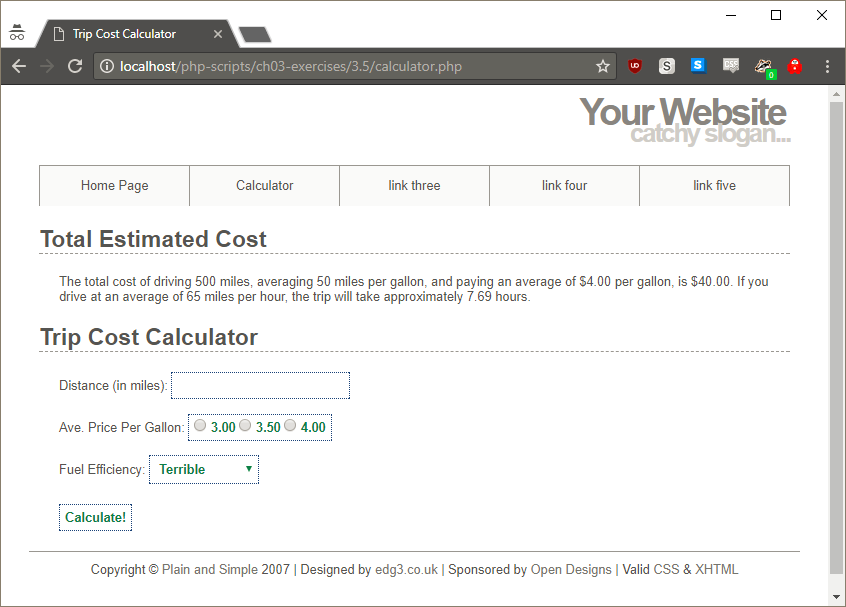 Trip Cost Calculator
localhost/php-scripts/ch03-exercises/3.5/calculator.php
UD
S
S
CSS
0
Your Website
catchy slogan...
Home Page Calculator link three link four link five
Total Estimated Cost
The total cost of driving 500 miles, averaging 50 miles per gallon, and paying an average of $4.00 per gallon, is $40.00. If you
drive at an average of 65 miles per hour, the trip will take approximately 7.69 hours.
Trip Cost Calculator
Distance (in miles):
Ave. Price Per Gallon: 3.00 3.50 4.00
Fuel Efficiency: Terrible
Calculate!
Copyright © Plain and Simple 2007 | Designed by edg3.co.uk | Sponsored by Open Designs | Valid CSS & XHTML